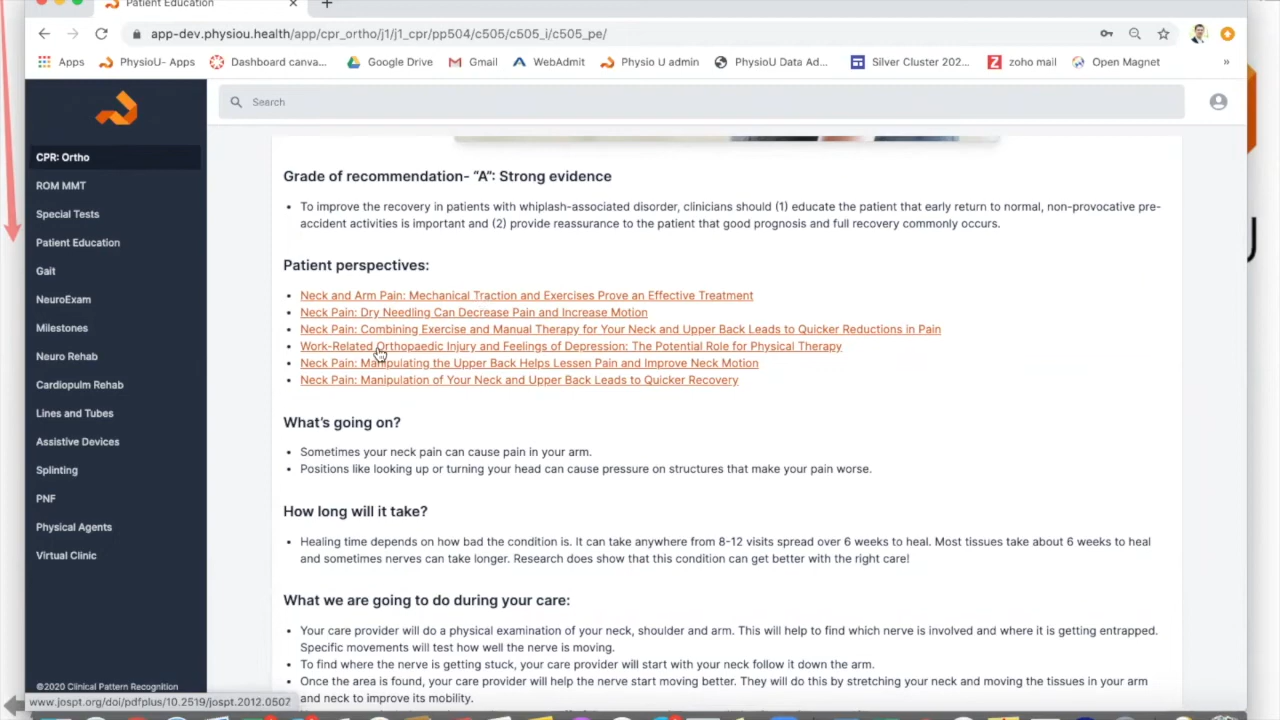 Patient Education
app-dev.physiou.health/app/cpr_ortho/j1/j1_cpr/pp504/c505/c505_i/c505_pe/
Apps PhysioU- Apps Dashboard canva... Google Drive Gmail WebAdmit Physio U admin PhysioU Data Ad... Silver Cluster 202... zoho mail Open Magnet »
Search
CPR: Ortho
ROM MMT
Special Tests
Patient Education
Gait
NeuroExam
Milestones
Neuro Rehab
Cardiopulm Rehab
Lines and Tubes
Assistive Devices
Splinting
PNF
Physical Agents
Virtual Clinic
©2020 Clinical Pattern Recognition
Grade of recommendation- “A”: Strong evidence
• To improve the recovery in patients with whiplash-associated disorder, clinicians should (1) educate the patient that early return to normal, non-provocative pre-
accident activities is important and (2) provide reassurance to the patient that good prognosis and full recovery commonly occurs.
Patient perspectives:
• Neck and Arm Pain: Mechanical Traction and Exercises Prove an Effective Treatment
• Neck Pain: Dry Needling Can Decrease Pain and Increase Motion
• Neck Pain: Combining Exercise and Manual Therapy for Your Neck and Upper Back Leads to Quicker Reductions in Pain
• Work-Related Orthopaedic Injury and Feelings of Depression: The Potential Role for Physical Therapy
• Neck Pain: Manipulating the Upper Back Helps Lessen Pain and Improve Neck Motion
• Neck Pain: Manipulation of Your Neck and Upper Back Leads to Quicker Recovery
What’s going on?
• Sometimes your neck pain can cause pain in your arm.
• Positions like looking up or turning your head can cause pressure on structures that make your pain worse.
How long will it take?
• Healing time depends on how bad the condition is. It can take anywhere from 8-12 visits spread over 6 weeks to heal. Most tissues take about 6 weeks to heal
and sometimes nerves can take longer. Research does show that this condition can get better with the right care!
What we are going to do during your care:
• Your care provider will do a physical examination of your neck, shoulder and arm. This will help to find which nerve is involved and where it is getting entrapped.
Specific movements will test how well the nerve is moving.
• To find where the nerve is getting stuck, your care provider will start with your neck follow it down the arm.
• Once the area is found, your care provider will help the nerve start moving better. They will do this by stretching your neck and moving the tissues in your arm
and neck to improve its mobility.
www.jospt.org/doi/pdfplus/10.2519/jospt.2012.0507
U